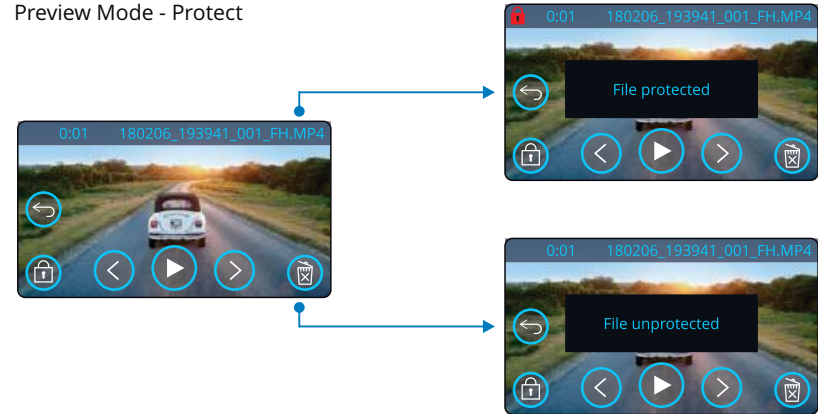 Preview Mode - Protect
0:01 180206_193941_001_FH.MP4
File protected
0:01 180206_193941_001_FH.MP4
0:01 180206_193941_001_FH.MP4
File unprotected